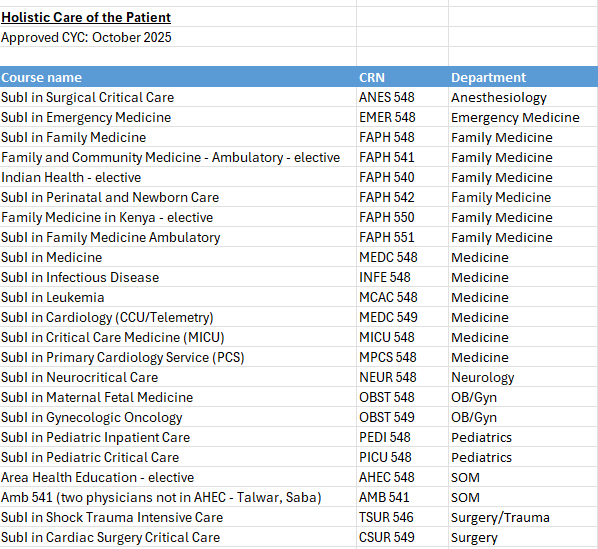 Holistic Care of the Patient
Approved CYC: October 2025
Course name CRN Department
SubI in Surgical Critical Care ANES 548 Anesthesiology
SubI in Emergency Medicine EMER 548 Emergency Medicine
SubI in Family Medicine FAPH 548 Family Medicine
Family and Community Medicine - Ambulatory - elective FAPH 541 Family Medicine
Indian Health - elective FAPH 540 Family Medicine
SubI in Perinatal and Newborn Care FAPH 542 Family Medicine
Family Medicine in Kenya - elective FAPH 550 Family Medicine
SubI in Family Medicine Ambulatory FAPH 551 Family Medicine
SubI in Medicine MEDC 548 Medicine
SubI in Infectious Disease INFE 548 Medicine
SubI in Leukemia MCAC 548 Medicine
SubI in Cardiology (CCU/Telemetry) MEDC 549 Medicine
SubI in Critical Care Medicine (MICU) MICU 548 Medicine
SubI in Primary Cardiology Service (PCS) MPCS 548 Medicine
SubI in Neurocritical Care NEUR 548 Neurology
SubI in Maternal Fetal Medicine OBST 548 OB/Gyn
SubI in Gynecologic Oncology OBST 549 OB/Gyn
SubI in Pediatric Inpatient Care PEDI 548 Pediatrics
SubI in Pediatric Critical Care PICU 548 Pediatrics
Area Health Education - elective AHEC 548 SOM
Amb 541 (two physicians not in AHEC - Talwar, Saba) AMB 541 SOM
SubI in Shock Trauma Intensive Care TSUR 546 Surgery/Trauma
SubI in Cardiac Surgery Critical Care CSUR 549 Surgery